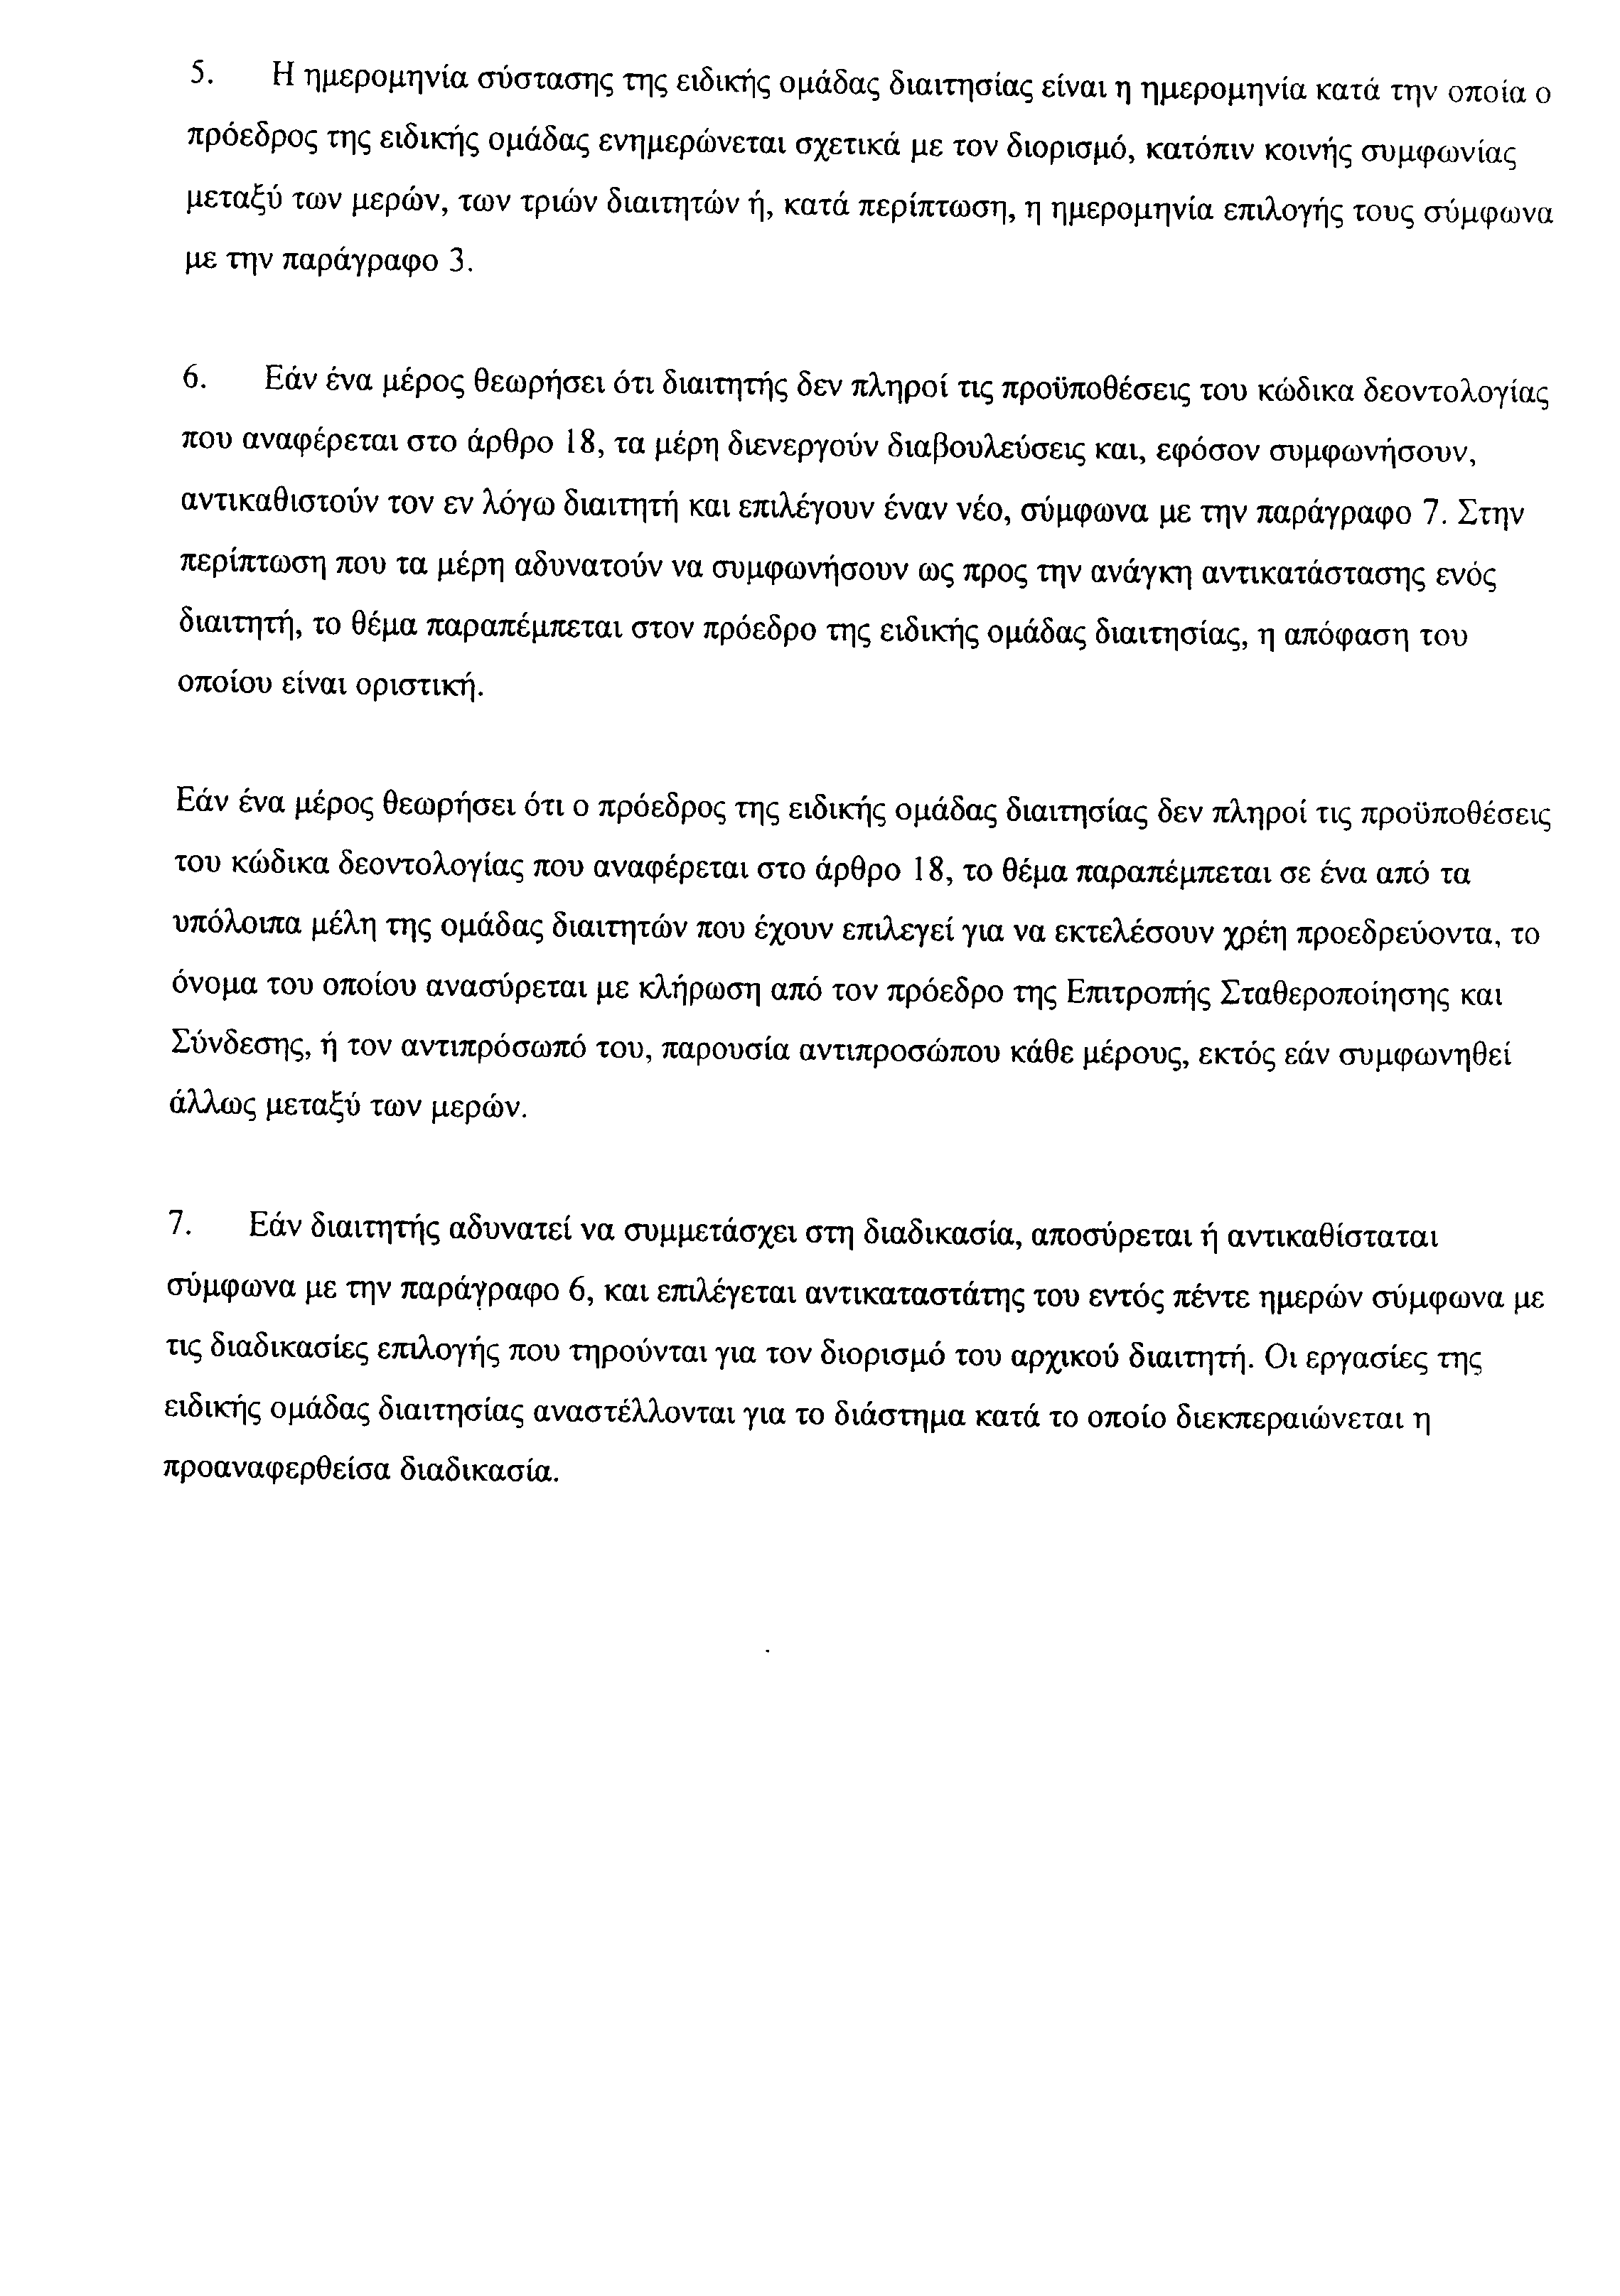 5. Η ημερομηνία σύστασης της ειδικής ομάδας διαιτησίας είναι η ημερομηνία κατά την οποία ο
πρόεδρος της ειδικής ομάδας ενημερώνεται σχετικά με τον διορισμό, κατόπιν κοινής συμφωνίας
μεταξύ των μερών, των τριών διαιτητών ή, κατά περίπτωση, η ημερομηνία επιλογής τους σύμφωνα
με την παράγραφο 3.
6. Εάν ένα μέρος θεωρήσει ότι διαιτητής δεν πληροί τις προϋποθέσεις του κώδικα δεοντολογίας
που αναφέρεται στο άρθρο 18, τα μέρη διενεργούν διαβουλεύσεις και, εφόσον συμφωνήσουν,
αντικαθιστούν τον εν λόγω διαιτητή και επιλέγουν έναν νέο, σύμφωνα με την παράγραφο 7. Στην
περίπτωση που τα μέρη αδυνατούν να συμφωνήσουν ως προς την ανάγκη αντικατάστασης ενός
διαιτητή, το θέμα παραπέμπεται στον πρόεδρο της ειδικής ομάδας διαιτησίας, η απόφαση του
οποίου είναι οριστική.
Εάν ένα μέρος θεωρήσει ότι ο πρόεδρος της ειδικής ομάδας διαιτησίας δεν πληροί τις προϋποθέσεις
του κώδικα δεοντολογίας που αναφέρεται στο άρθρο 18, το θέμα παραπέμπεται σε ένα από τα
υπόλοιπα μέλη της ομάδας διαιτητών που έχουν επιλεγεί για να εκτελέσουν χρέη προεδρεύοντα, το
όνομα του οποίου ανασύρεται με κλήρωση από τον πρόεδρο της Επιτροπής Σταθεροποίησης και
Σύνδεσης, ή τον αντιπρόσωπό του, παρουσία αντιπροσώπου κάθε μέρους, εκτός εάν συμφωνηθεί
άλλως μεταξύ των μερών.
7. Εάν διαιτητής αδυνατεί να συμμετάσχει στη διαδικασία, αποσύρεται ή αντικαθίσταται
σύμφωνα με την παράγραφο 6, και επιλέγεται αντικαταστάτης του εντός πέντε ημερών σύμφωνα με
τις διαδικασίες επιλογής που τηρούνται για τον διορισμό του αρχικού διαιτητή. Οι εργασίες της
ειδικής ομάδας διαιτησίας αναστέλλονται για το διάστημα κατά το οποίο διεκπεραιώνεται η
προαναφερθείσα διαδικασία.